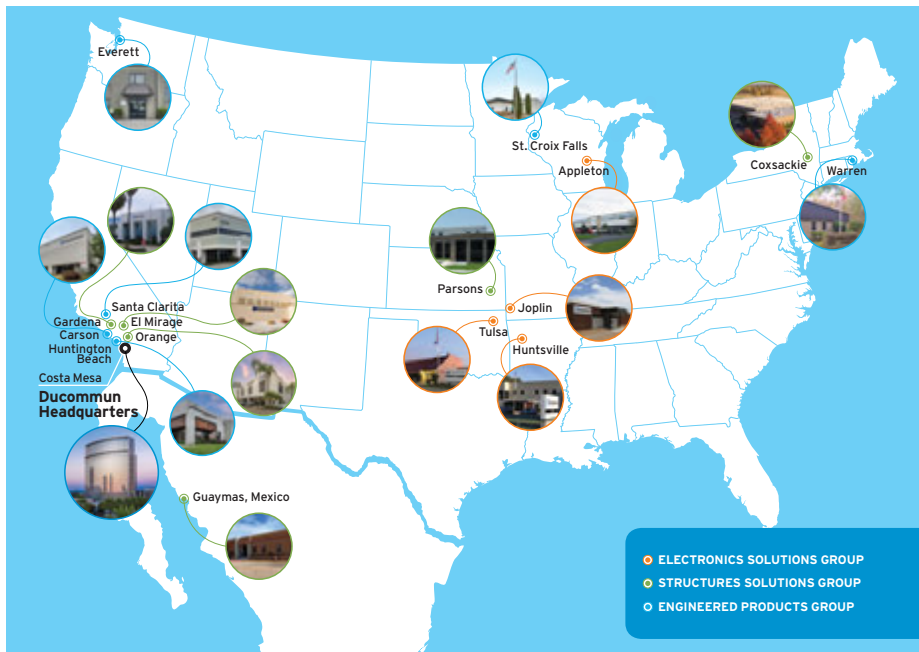 Everett
St. Croix Falls
Appleton
Coxsackie
Warren
Parsons
Joplin
Tulsa
Huntsville
Santa Clarita
Gardena
El Mirage
Carson
Orange
Huntington
Beach
Costa Mesa
Ducommun
Headquarters
Guaymas, Mexico
ELECTRONICS SOLUTIONS GROUP
STRUCTURES SOLUTIONS GROUP
ENGINEERED PRODUCTS GROUP